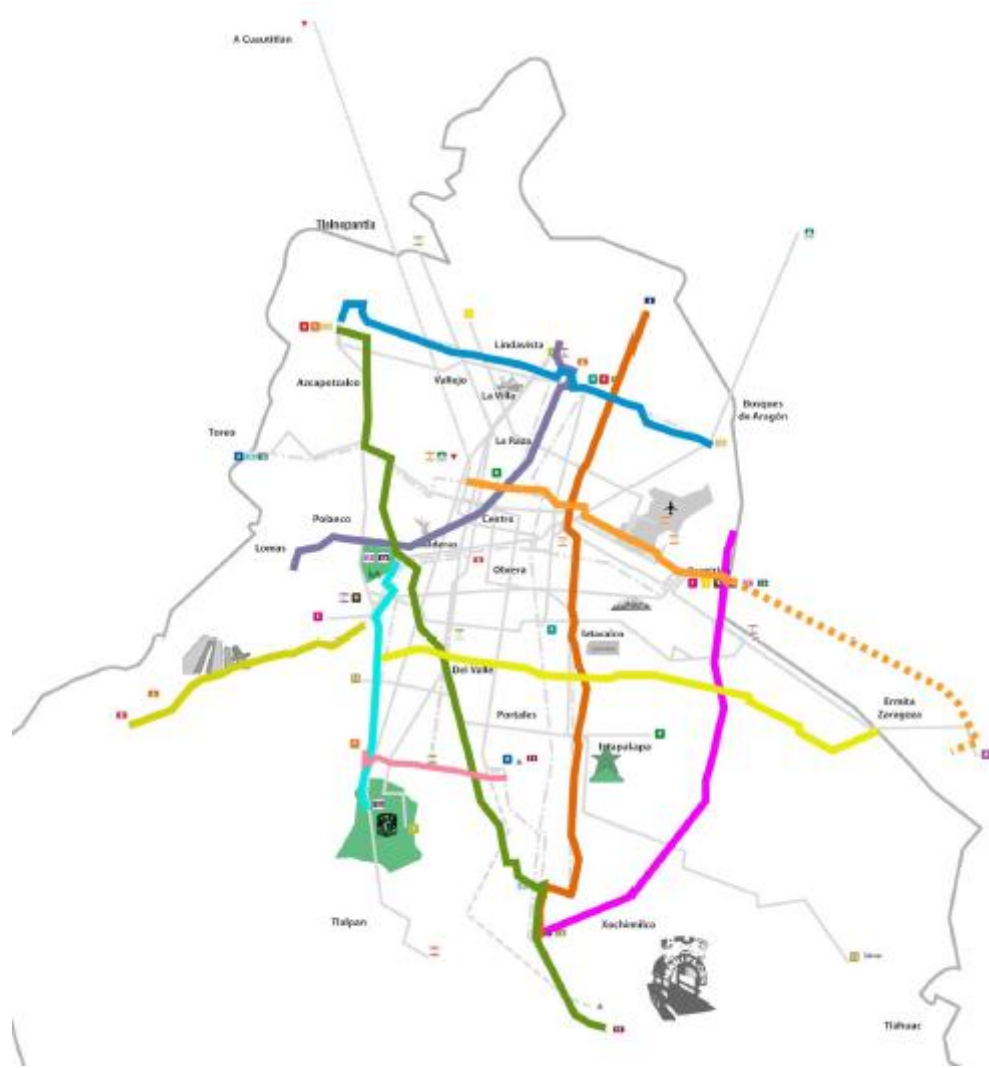 A Cuautitlán
Tlalnepantla
Lindavista
Azcapotzalco
Vallejo
La Villa
Bosques
de Aragón
Toreo
La Raza
Polanco
Centro
Lomas
Obrera
Iztacalco
Del Valle
Ermita
Zaragoza
Portales
Iztapalapa
Tlalpan
Xochimilco
Tláhuac